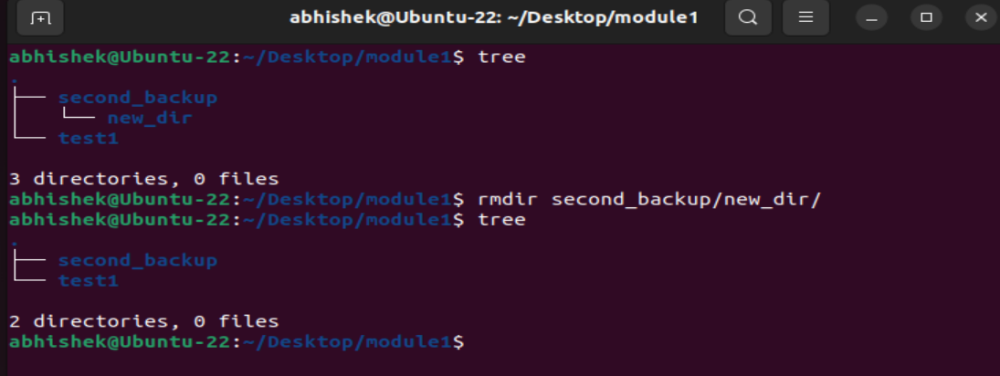 abhishek@Ubuntu-22: ~/Desktop/module1
abhishek@Ubuntu-22:~/Desktop/module1$ tree
.
├── second_backup
│   └── new_dir
└── test1
3 directories, 0 files
abhishek@Ubuntu-22:~/Desktop/module1$ rmdir second_backup/new_dir/
abhishek@Ubuntu-22:~/Desktop/module1$ tree
.
├── second_backup
└── test1
2 directories, 0 files
abhishek@Ubuntu-22:~/Desktop/module1$